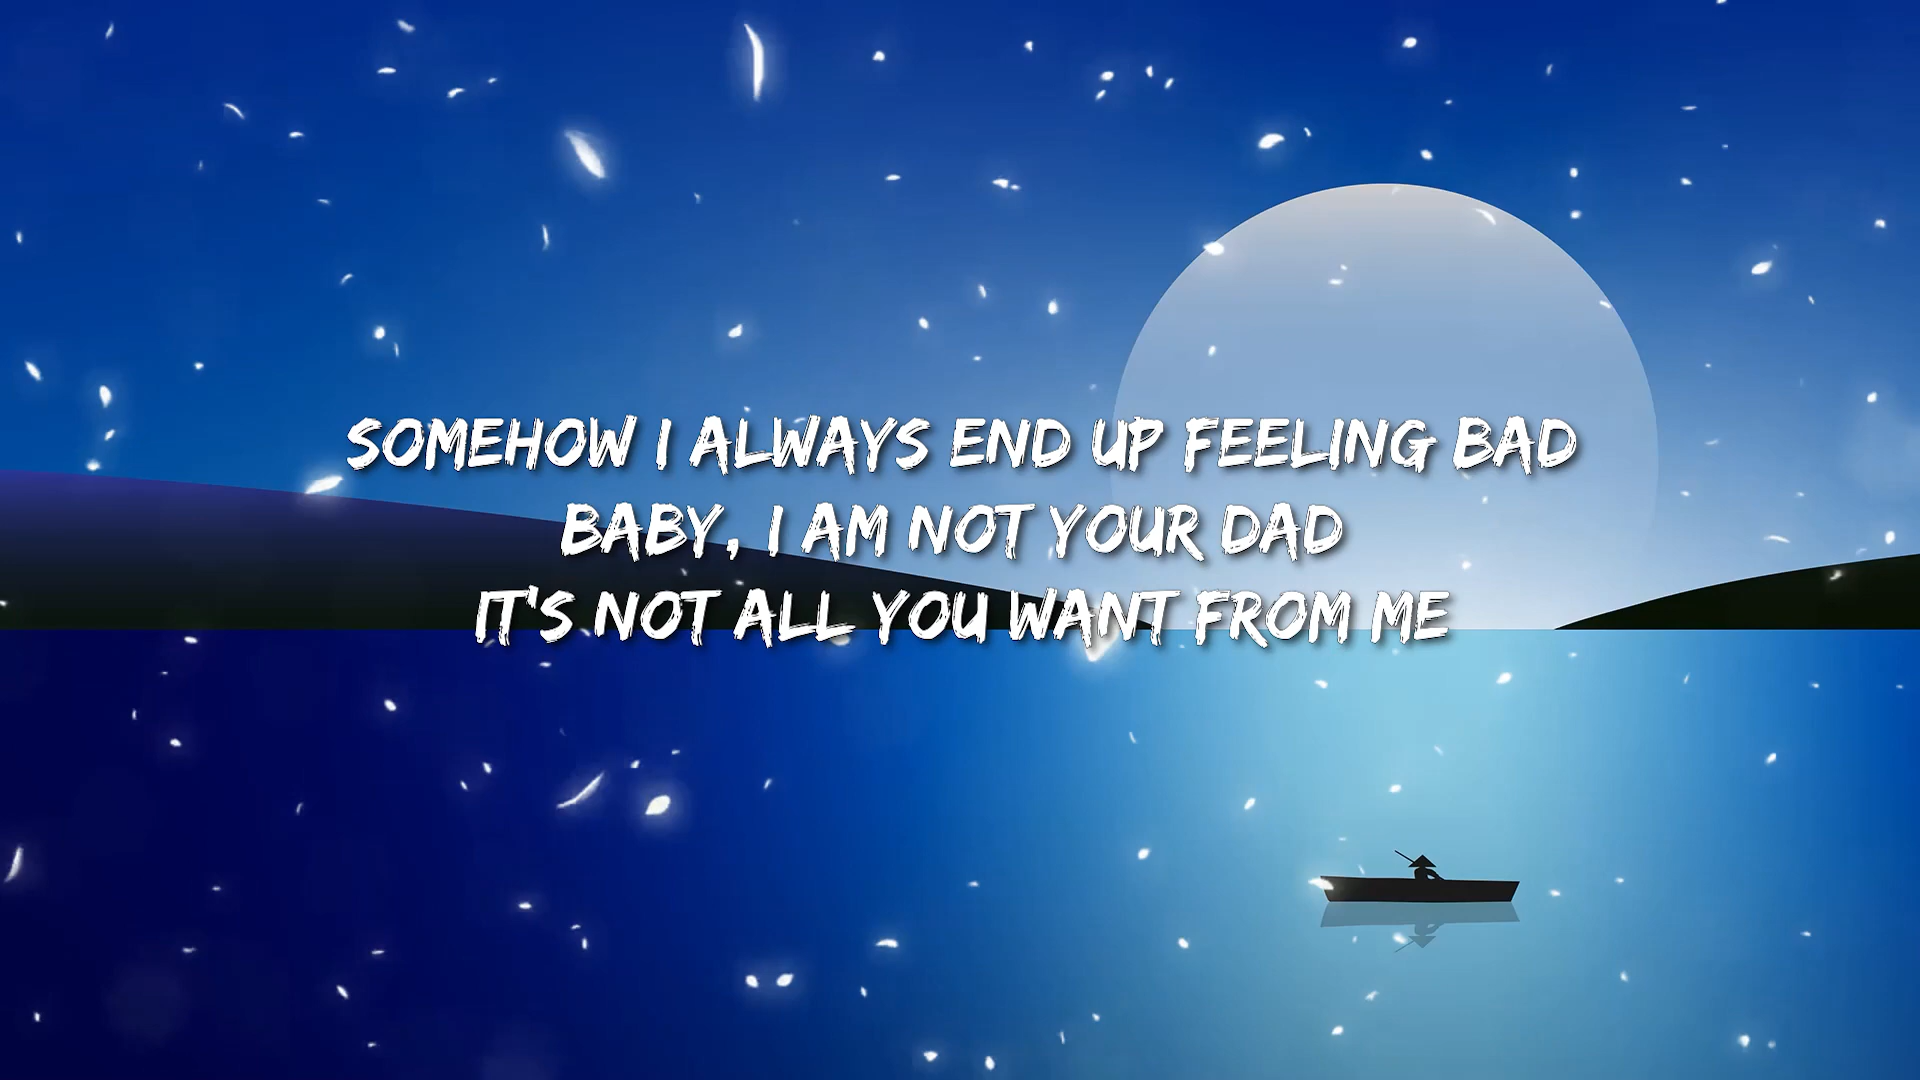 SOMEHOW I ALWAYS END UP FEELING BAD
BABY, I AM NOT YOUR DAD
IT'S NOT ALL YOU WANT FROM ME